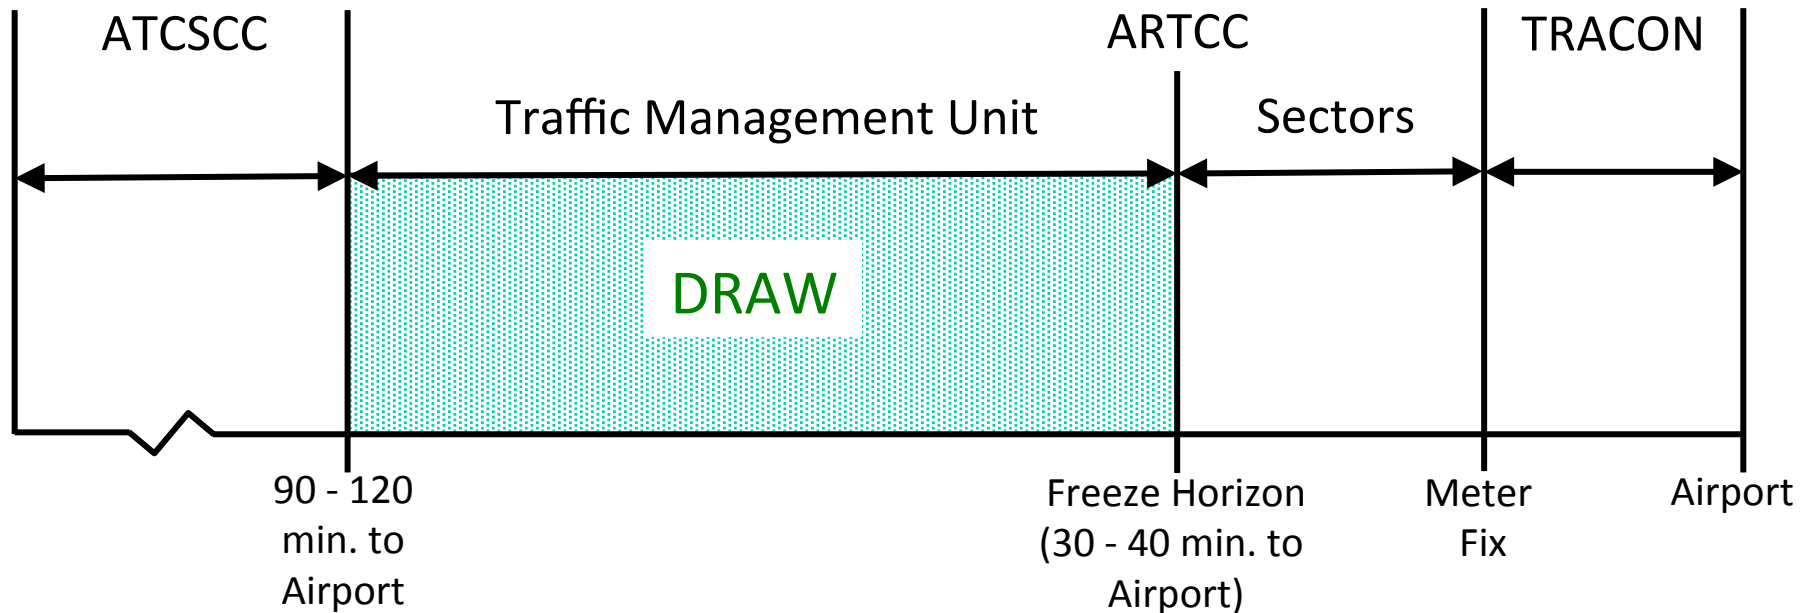 ATCSCC
ARTCC
TRACON
Traffic Management Unit
Sectors
DRAW
90 - 120
min. to
Airport
Freeze Horizon
(30 - 40 min. to
Airport)
Meter
Fix
Airport